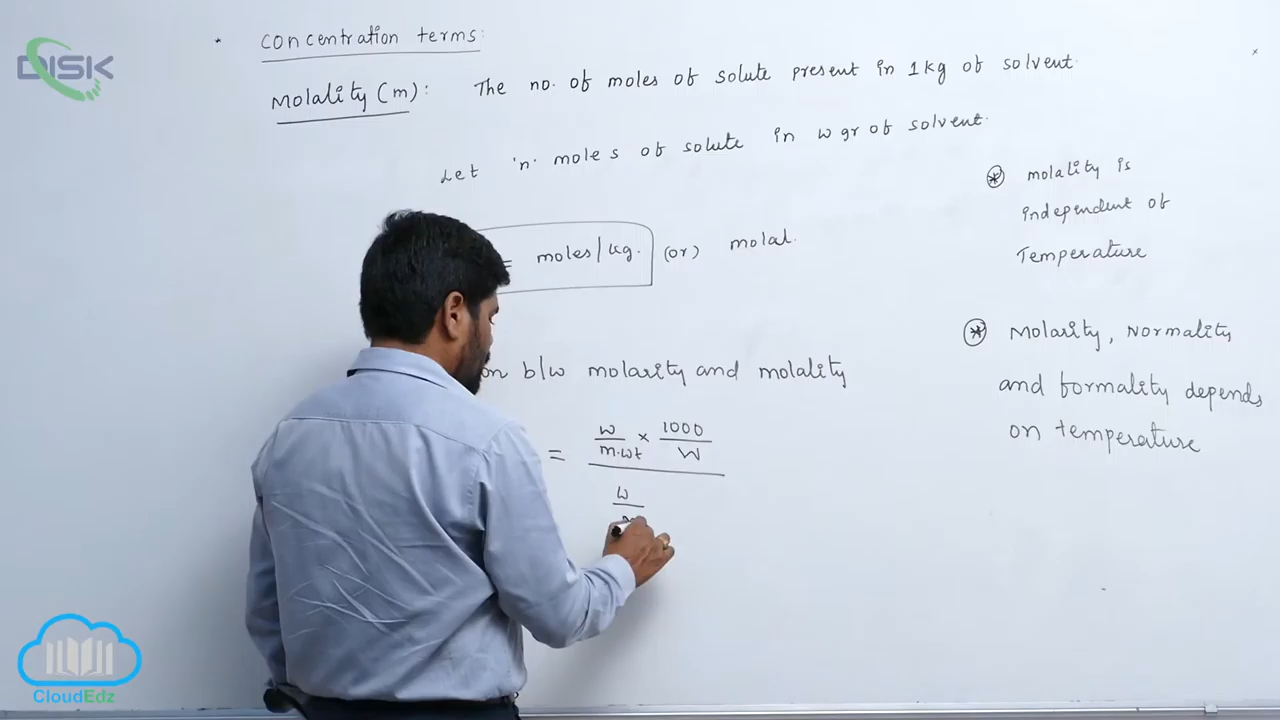 DISK
Concentration terms:
Molality (m): The no. of moles of solute present in 1kg of solvent.
Let 'n' moles of solute in W gr of solvent.
= moles/kg. (or) molal.
on b/w molarity and molality
= w/m.wt × 1000/W
w
* molality is
independent of
Temperature
* Molarity, Normality
and formality depends
on temperature
CloudEdz